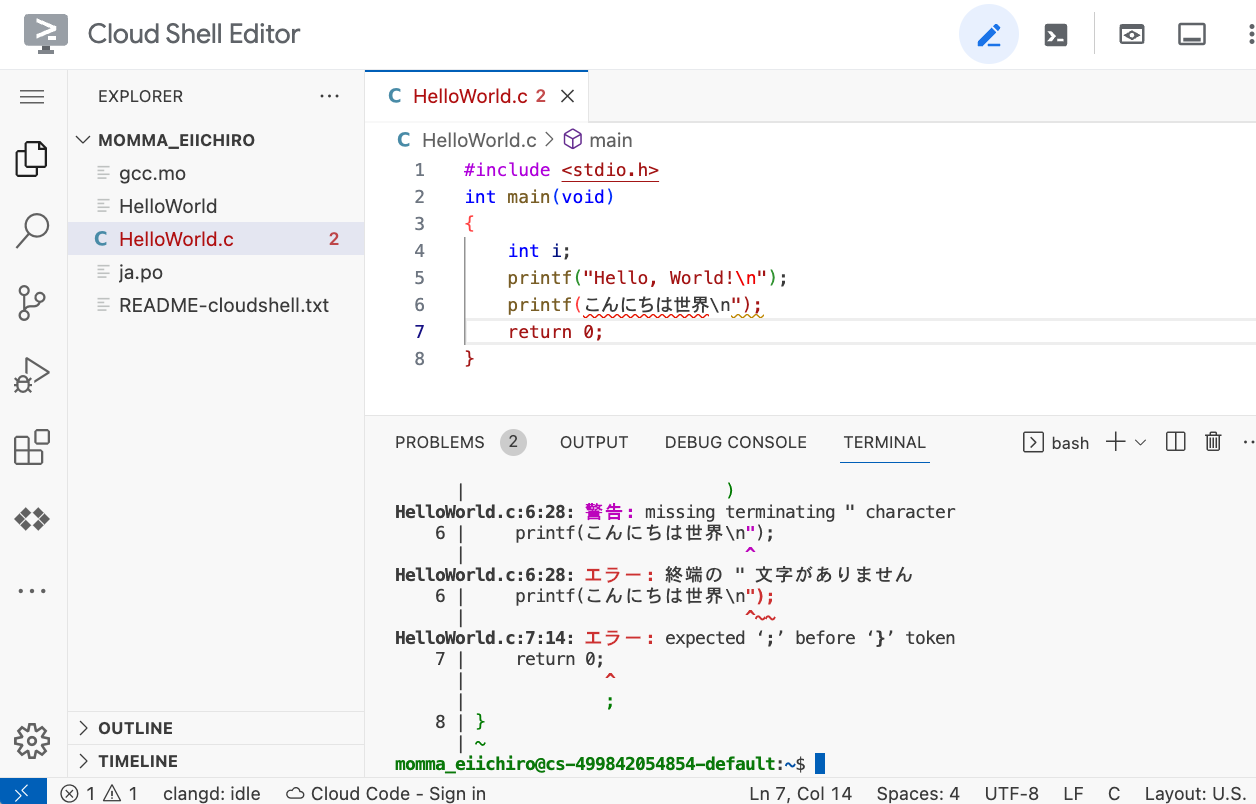 Cloud Shell Editor
EXPLORER
MOMMA_EIICHIRO
gcc.mo
HelloWorld
C HelloWorld.c 2
ja.po
README-cloudshell.txt
OUTLINE
TIMELINE
C HelloWorld.c 2
C HelloWorld.c > main
1 #include <stdio.h>
2 int main(void)
3 {
4     int i;
5     printf("Hello, World!\n");
6     printf(こんにちは世界\n");
7     return 0;
8 }
PROBLEMS 2 OUTPUT DEBUG CONSOLE TERMINAL bash
| )
HelloWorld.c:6:28: 警告: missing terminating " character
6 |     printf(こんにちは世界\n");
| ^
HelloWorld.c:6:28: エラー: 終端の " 文字がありません
6 |     printf(こんにちは世界\n");
| ^~~
HelloWorld.c:7:14: エラー: expected ‘;’ before ‘}’ token
7 |     return 0;
| ^
| ;
8 | }
| ~
momma_eiichiro@cs-499842054854-default:~$
1 1 clangd: idle Cloud Code - Sign in Ln 7, Col 14 Spaces: 4 UTF-8 LF C Layout: U.S.